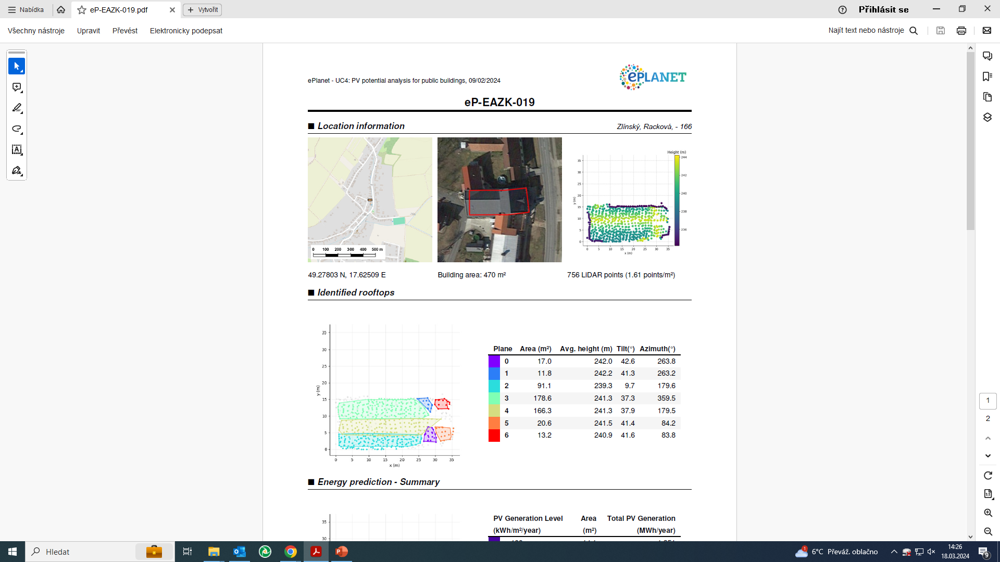 Nabídka
eP-EAZK-019.pdf
Vytvořit
Přihlásit se
Všechny nástroje
Upravit
Převést
Elektronicky podepsat
Najít text nebo nástroje
ePlanet - UC4: PV potential analysis for public buildings, 09/02/2024
ePLANET
eP-EAZK-019
Location information
Zlínský, Racková, - 166
0 100 200 300 400 500 m
Height (m)
244
242
240
238
236
35
30
25
20
15
10
5
0
y (m)
0 5 10 15 20 25 30 35
x (m)
49.27803 N, 17.62509 E
Building area: 470 m²
756 LiDAR points (1.61 points/m²)
Identified rooftops
35
30
25
20
15
10
5
0
y (m)
0 5 10 15 20 25 30 35
x (m)
Plane Area (m²) Avg. height (m) Tilt(°) Azimuth(°)
0 17.0 242.0 42.6 263.8
1 11.8 242.2 41.3 263.2
2 91.1 239.3 9.7 179.6
3 178.6 241.3 37.3 359.5
4 166.3 241.3 37.9 179.5
5 20.6 241.5 41.4 84.2
6 13.2 240.9 41.6 83.8
Energy prediction - Summary
35
30
PV Generation Level Area Total PV Generation
(kWh/m²/year) (m²) (MWh/year)
1
2
Hledat
1
6°C Převáž. oblačno
14:26
18.03.2024
9